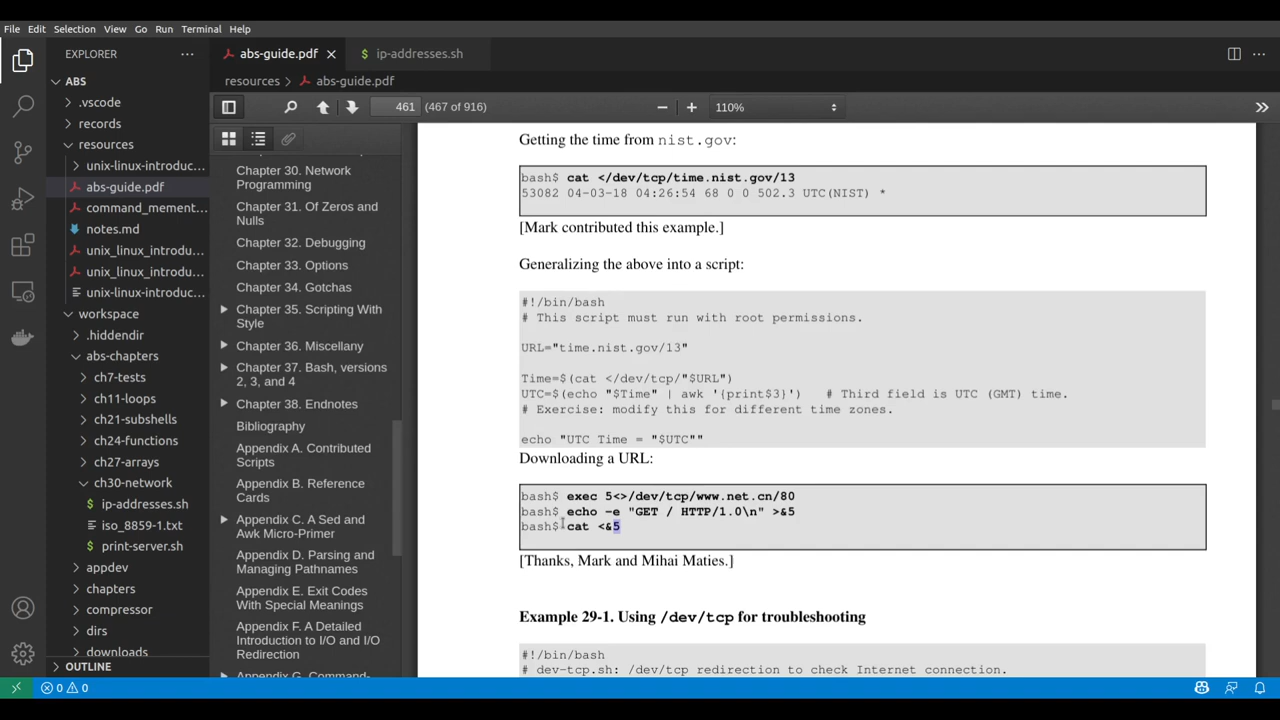 File Edit Selection View Go Run Terminal Help
EXPLORER
abs-guide.pdf
ip-addresses.sh
ABS
resources
abs-guide.pdf
.vscode
records
461 (467 of 916)
110%
resources
unix-linux-introduc...
abs-guide.pdf
command_mement...
notes.md
unix_linux_introdu...
unix_linux_introdu...
unix-linux-introduc...
workspace
.hiddendir
abs-chapters
ch7-tests
ch11-loops
ch21-subshells
ch24-functions
ch27-arrays
ch30-network
ip-addresses.sh
iso_8859-1.txt
print-server.sh
appdev
chapters
compressor
dirs
downloads
OUTLINE
Chapter 30. Network
Programming
Chapter 31. Of Zeros and
Nulls
Chapter 32. Debugging
Chapter 33. Options
Chapter 34. Gotchas
Chapter 35. Scripting With
Style
Chapter 36. Miscellany
Chapter 37. Bash, versions
2, 3, and 4
Chapter 38. Endnotes
Bibliography
Appendix A. Contributed
Scripts
Appendix B. Reference
Cards
Appendix C. A Sed and
Awk Micro-Primer
Appendix D. Parsing and
Managing Pathnames
Appendix E. Exit Codes
With Special Meanings
Appendix F. A Detailed
Introduction to I/O and I/O
Redirection
Appendix G. Command-
Getting the time from nist.gov:
bash$ cat </dev/tcp/time.nist.gov/13
53082 04-03-18 04:26:54 68 0 0 502.3 UTC(NIST) *
[Mark contributed this example.]
Generalizing the above into a script:
#!/bin/bash
# This script must run with root permissions.
URL="time.nist.gov/13"
Time=$(cat </dev/tcp/"$URL")
UTC=$(echo "$Time" | awk '{print$3}') # Third field is UTC (GMT) time.
# Exercise: modify this for different time zones.
echo "UTC Time = "$UTC""
Downloading a URL:
bash$ exec 5<>/dev/tcp/www.net.cn/80
bash$ echo -e "GET / HTTP/1.0\n" >&5
bash$ cat <&5
[Thanks, Mark and Mihai Maties.]
Example 29-1. Using /dev/tcp for troubleshooting
#!/bin/bash
# dev-tcp.sh: /dev/tcp redirection to check Internet connection.
0 0